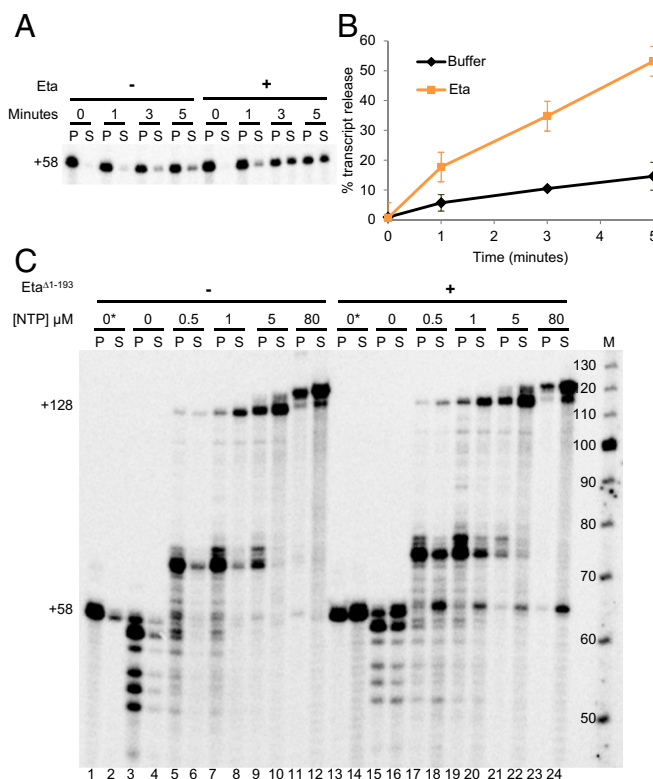 A
Eta - +
Minutes 0 1 3 5 0 1 3 5
P S P S P S P S P S P S P S P S
+58
B
% transcript release
60
50
40
30
20
10
0
Buffer
Eta
0 1 2 3 4 5
Time (minutes)
C
EtaΔ1-193 - +
[NTP] μM 0* 0 0.5 1 5 80 0* 0 0.5 1 5 80
P S P S P S P S P S P S P S P S P S P S P S P S M
+128
+58
130
120
110
100
90
80
70
60
50
1 2 3 4 5 6 7 8 9 10 11 12 13 14 15 16 17 18 19 20 21 22 23 24